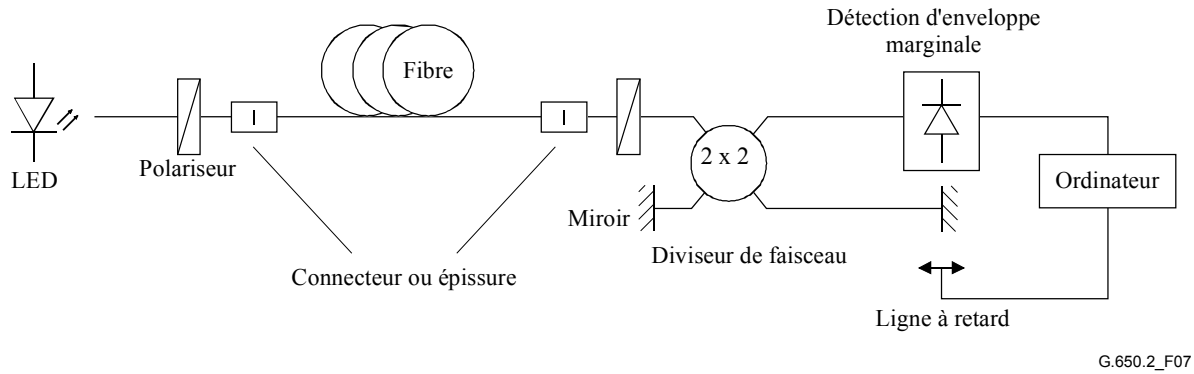 Détection d'enveloppe
marginale
Fibre
LED
Polariseur
2 x 2
Ordinateur
Miroir
Diviseur de faisceau
Connecteur ou épissure
Ligne à retard
G.650.2_F07